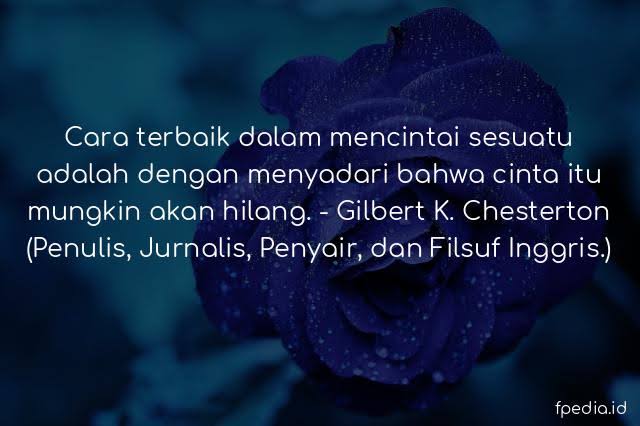 Cara terbaik dalam mencintai sesuatu
adalah dengan menyadari bahwa cinta itu
mungkin akan hilang. - Gilbert K. Chesterton
(Penulis, Jurnalis, Penyair, dan Filsuf Inggris.)
fpedia.id